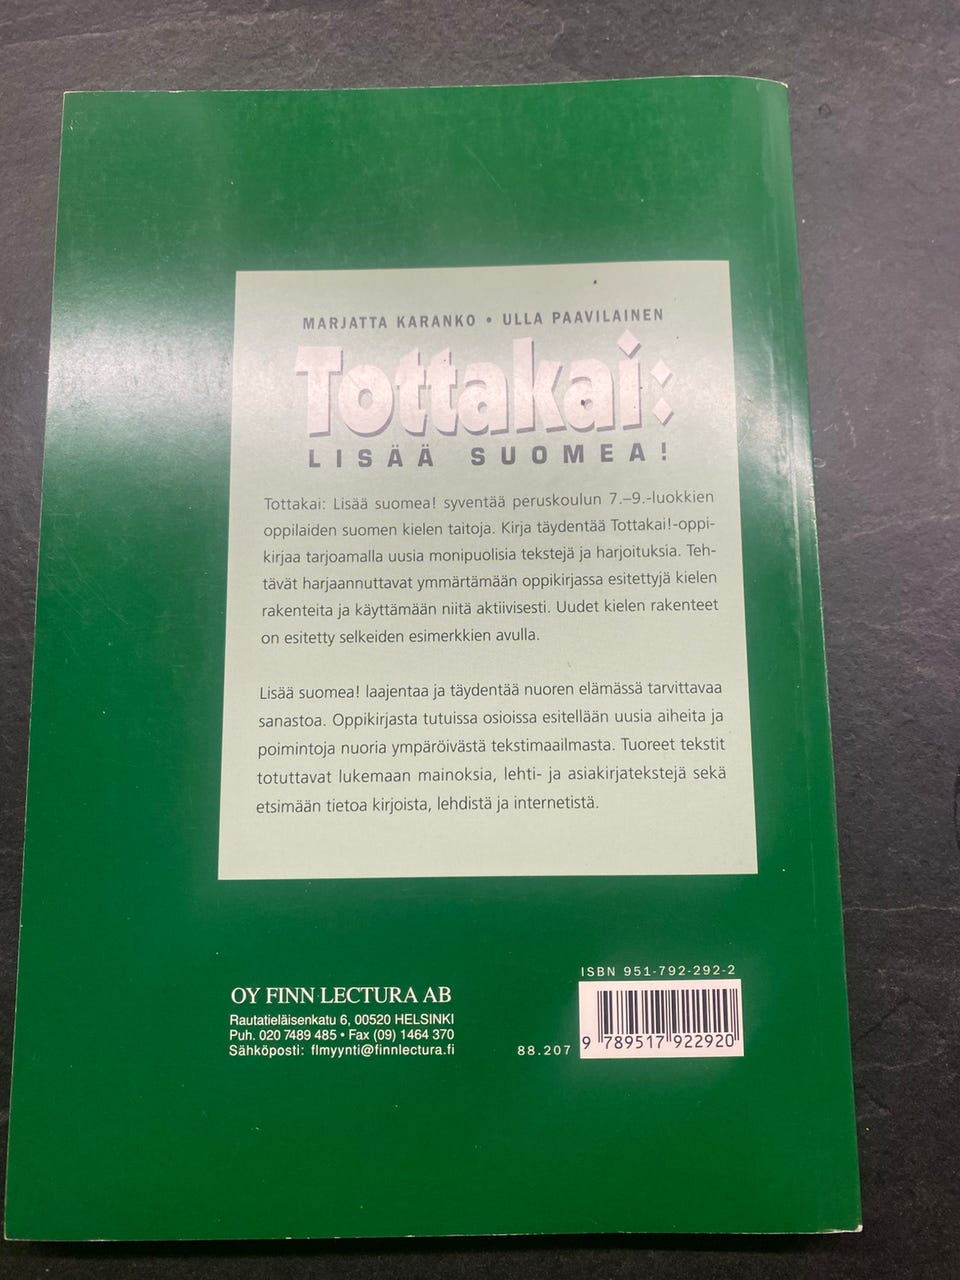 MARJATTA KARANKO • ULLA PAAVILAINEN
Tottakai:
LISÄÄ SUOMEA!
Tottakai: Lisää suomea! syventää peruskoulun 7.–9.-luokkien
oppilaiden suomen kielen taitoja. Kirja täydentää Tottakai!-oppi-
kirjaa tarjoamalla uusia monipuolisia tekstejä ja harjoituksia. Teh-
tävät harjaannuttavat ymmärtämään oppikirjassa esitettyjä kielen
rakenteita ja käyttämään niitä aktiivisesti. Uudet kielen rakenteet
on esitetty selkeiden esimerkkien avulla.
Lisää suomea! laajentaa ja täydentää nuoren elämässä tarvittavaa
sanastoa. Oppikirjasta tutuissa osioissa esitellään uusia aiheita ja
poimintoja nuoria ympäröivästä tekstimaailmasta. Tuoreet tekstit
totuttavat lukemaan mainoksia, lehti- ja asiakirjatekstejä sekä
etsimään tietoa kirjoista, lehdistä ja internetistä.
OY FINN LECTURA AB
Rautatieläisenkatu 6, 00520 HELSINKI
Puh. 020 7489 485 • Fax (09) 1464 370
Sähköposti: flmyynti@finnlectura.fi
88.207
ISBN 951-792-292-2
9 789517 922920